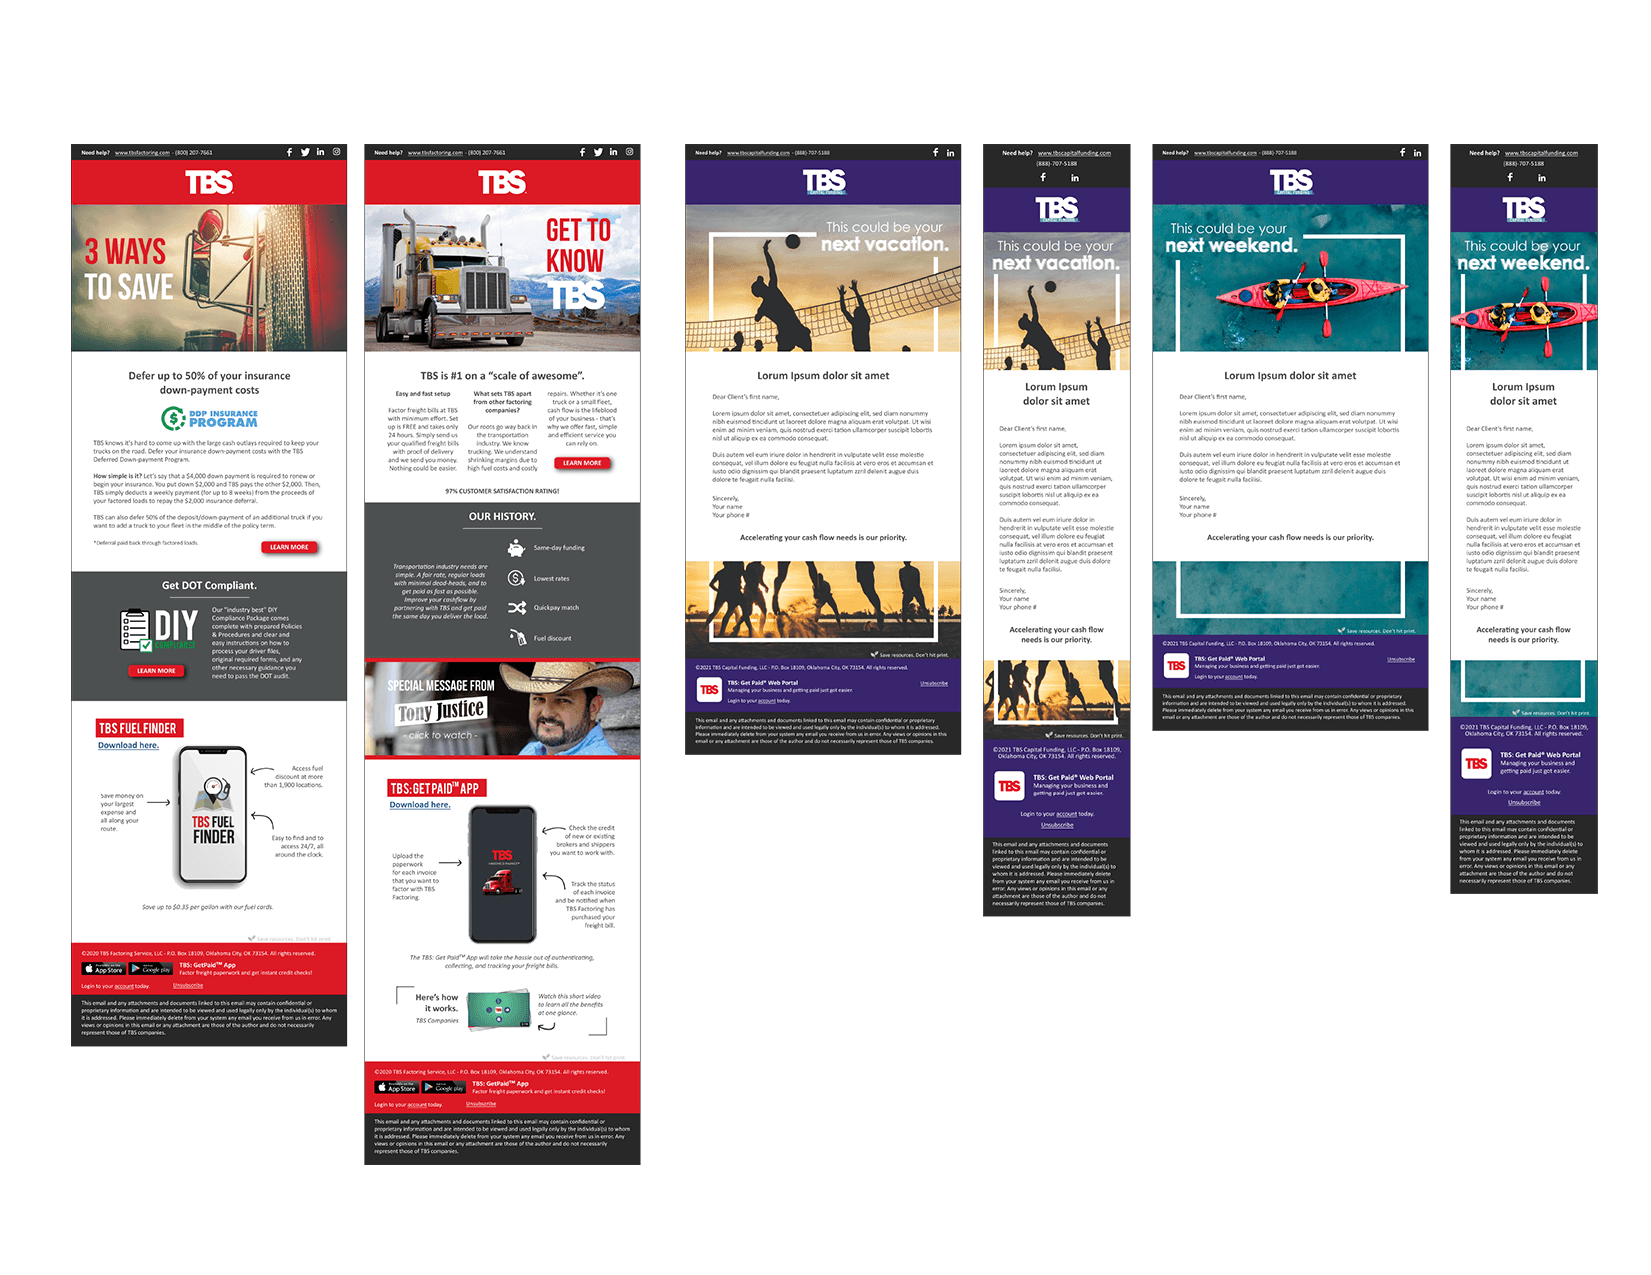 Need help? www.tbsfactoring.com - (800) 207-7661
TBS
3 WAYS
TO SAVE
Defer up to 50% of your insurance
down-payment costs
DDP INSURANCE
PROGRAM
TBS knows it's hard to come up with the large cash outlays required to keep your
trucks on the road. Defer your insurance down-payment costs with the TBS
Deferred Down-payment Program.
How simple is it? Let's say that a $4,000 down payment is required to renew or
begin your insurance. You put down $2,000 and TBS pays the other $2,000. Then,
TBS simply deducts a weekly payment (for up to 8 weeks) from the proceeds of
your factored loads to repay the $2,000 insurance deferral.
TBS can also defer 50% of the deposit/down-payment of an additional truck if you
want to add a truck to your fleet in the middle of the policy term.
*Deferral paid back through factored loads.
LEARN MORE
Get DOT Compliant.
DIY
COMPLIANCE
Our "industry best" DIY
Compliance Package comes
complete with prepared Policies
& Procedures and clear and
easy instructions on how to
process your driver files,
original required forms, and any
other necessary guidance you
need to pass the DOT audit.
LEARN MORE
TBS FUEL FINDER
Download here.
Access fuel
discount at more
than 1,900 locations.
Save money on
your largest
expense and
all along your
route.
TBS FUEL
FINDER
Easy to find and to
access 24/7, all
around the clock.
Save up to $0.35 per gallon with our fuel cards.
Save resources. Don't hit print.
©2020 TBS Factoring Service, LLC - P.O. Box 18109, Oklahoma City, OK 73154. All rights reserved.
App Store
Google play
TBS: GetPaid™ App
Factor freight paperwork and get instant credit checks!
Login to your account today.
Unsubscribe
This email and any attachments and documents linked to this email may contain confidential or
proprietary information and are intended to be viewed and used legally only by the individual(s) to whom
it is addressed. Please immediately delete from your system any email you receive from us in error. Any
views or opinions in this email or any attachment are those of the author and do not necessarily
represent those of TBS companies.
Need help? www.tbsfactoring.com - (800) 207-7661
TBS
GET TO
KNOW
TBS
TBS is #1 on a “scale of awesome”.
Easy and fast setup
Factor freight bills at TBS
with minimum effort. Set
up is FREE and takes only
24 hours. Simply send us
your qualified freight bills
with proof of delivery
and we send you money.
Nothing could be easier.
What sets TBS apart
from other factoring
companies?
Our roots go way back in
the transportation
industry. We know
trucking. We understand
shrinking margins due to
high fuel costs and costly
repairs. Whether it's one
truck or a small fleet,
cash flow is the lifeblood
of your business - that's
why we offer fast, simple
and efficient service you
can rely on.
LEARN MORE
97% CUSTOMER SATISFACTION RATING!
OUR HISTORY.
Transportation industry needs are
simple. A fair rate, regular loads
with minimal dead-heads, and to
get paid as fast as possible.
Improve your cashflow by
partnering with TBS and get paid
the same day you deliver the load.
Same-day funding
Lowest rates
Quickpay match
Fuel discount
SPECIAL MESSAGE FROM
Tony Justice
- click to watch -
TBS: GET PAID™ APP
Download here.
Check the credit
of new or existing
brokers and shippers
you want to work with.
Upload the
paperwork
for each invoice
that you want to
factor with TBS
Factoring.
TBS
Track the status
of each invoice
and be notified when
TBS Factoring has
purchased your
freight bill.
The TBS: Get Paid™ App will take the hassle out of authenticating,
collecting, and tracking your freight bills.
Here's how
it works.
TBS Companies
Watch this short video
to learn all the benefits
at one glance.
Save resources. Don't hit print.
©2020 TBS Factoring Service, LLC - P.O. Box 18109, Oklahoma City, OK 73154. All rights reserved.
App Store
Google play
TBS: GetPaid™ App
Factor freight paperwork and get instant credit checks!
Login to your account today.
Unsubscribe
This email and any attachments and documents linked to this email may contain confidential or
proprietary information and are intended to be viewed and used legally only by the individual(s) to whom
it is addressed. Please immediately delete from your system any email you receive from us in error. Any
views or opinions in this email or any attachment are those of the author and do not necessarily
represent those of TBS companies.
Need help? www.tbscapitalfunding.com - (888)-707-5188
TBS
CAPITAL FUNDING
This could be your
next vacation.
Lorum Ipsum dolor sit amet
Dear Client's first name,
Lorem ipsum dolor sit amet, consectetuer adipiscing elit, sed diam nonummy
nibh euismod tincidunt ut laoreet dolore magna aliquam erat volutpat. Ut wisi
enim ad minim veniam, quis nostrud exerci tation ullamcorper suscipit lobortis
nisl ut aliquip ex ea commodo consequat.
Duis autem vel eum iriure dolor in hendrerit in vulputate velit esse molestie
consequat, vel illum dolore eu feugiat nulla facilisis at vero eros et accumsan et
iusto odio dignissim qui blandit praesent luptatum zzril delenit augue duis
dolore te feugait nulla facilisi.
Sincerely,
Your name
Your phone #
Accelerating your cash flow needs is our priority.
Save resources. Don't hit print.
©2021 TBS Capital Funding, LLC - P.O. Box 18109, Oklahoma City, OK 73154. All rights reserved.
TBS
TBS: Get Paid® Web Portal
Managing your business and getting paid just got easier.
Unsubscribe
Login to your account today.
This email and any attachments and documents linked to this email may contain confidential or proprietary
information and are intended to be viewed and used legally only by the individual(s) to whom it is addressed.
Please immediately delete from your system any email you receive from us in error. Any views or opinions in this
email or any attachment are those of the author and do not necessarily represent those of TBS companies.
Need help? www.tbscapitalfunding.com
(888)-707-5188
TBS
CAPITAL FUNDING
This could be your
next vacation.
Lorum Ipsum
dolor sit amet
Dear Client's first name,
Lorem ipsum dolor sit amet,
consectetuer adipiscing elit, sed diam
nonummy nibh euismod tincidunt ut
laoreet dolore magna aliquam erat
volutpat. Ut wisi enim ad minim veniam,
quis nostrud exerci tation ullamcorper
suscipit lobortis nisl ut aliquip ex ea
commodo consequat.
Duis autem vel eum iriure dolor in
hendrerit in vulputate velit esse molestie
consequat, vel illum dolore eu feugiat
nulla facilisis at vero eros et accumsan et
iusto odio dignissim qui blandit praesent
luptatum zzril delenit augue duis dolore
te feugait nulla facilisi.
Sincerely,
Your name
Your phone #
Accelerating your cash flow
needs is our priority.
Save resources. Don't hit print.
©2021 TBS Capital Funding, LLC - P.O. Box 18109,
Oklahoma City, OK 73154. All rights reserved.
TBS
TBS: Get Paid® Web Portal
Managing your business and
getting paid just got easier.
Login to your account today.
Unsubscribe
This email and any attachments and documents
linked to this email may contain confidential or
proprietary information and are intended to be
viewed and used legally only by the individual(s) to
whom it is addressed. Please immediately delete
from your system any email you receive from us in
error. Any views or opinions in this email or any
attachment are those of the author and do not
necessarily represent those of TBS companies.
Need help? www.tbscapitalfunding.com - (888)-707-5188
TBS
CAPITAL FUNDING
This could be your
next weekend.
Lorum Ipsum dolor sit amet
Dear Client's first name,
Lorem ipsum dolor sit amet, consectetuer adipiscing elit, sed diam nonummy
nibh euismod tincidunt ut laoreet dolore magna aliquam erat volutpat. Ut wisi
enim ad minim veniam, quis nostrud exerci tation ullamcorper suscipit lobortis
nisl ut aliquip ex ea commodo consequat.
Duis autem vel eum iriure dolor in hendrerit in vulputate velit esse molestie
consequat, vel illum dolore eu feugiat nulla facilisis at vero eros et accumsan et
iusto odio dignissim qui blandit praesent luptatum zzril delenit augue duis
dolore te feugait nulla facilisi.
Sincerely,
Your name
Your phone #
Accelerating your cash flow needs is our priority.
Save resources. Don't hit print.
©2021 TBS Capital Funding, LLC - P.O. Box 18109, Oklahoma City, OK 73154. All rights reserved.
TBS
TBS: Get Paid® Web Portal
Managing your business and getting paid just got easier.
Unsubscribe
Login to your account today.
This email and any attachments and documents linked to this email may contain confidential or proprietary
information and are intended to be viewed and used legally only by the individual(s) to whom it is addressed.
Please immediately delete from your system any email you receive from us in error. Any views or opinions in this
email or any attachment are those of the author and do not necessarily represent those of TBS companies.
Need help? www.tbscapitalfunding.com
(888)-707-5188
TBS
CAPITAL FUNDING
This could be your
next weekend.
Lorum Ipsum
dolor sit amet
Dear Client's first name,
Lorem ipsum dolor sit amet,
consectetuer adipiscing elit, sed diam
nonummy nibh euismod tincidunt ut
laoreet dolore magna aliquam erat
volutpat. Ut wisi enim ad minim veniam,
quis nostrud exerci tation ullamcorper
suscipit lobortis nisl ut aliquip ex ea
commodo consequat.
Duis autem vel eum iriure dolor in
hendrerit in vulputate velit esse molestie
consequat, vel illum dolore eu feugiat
nulla facilisis at vero eros et accumsan et
iusto odio dignissim qui blandit praesent
luptatum zzril delenit augue duis dolore
te feugait nulla facilisi.
Sincerely,
Your name
Your phone #
Accelerating your cash flow
needs is our priority.
Save resources. Don't hit print.
©2021 TBS Capital Funding, LLC - P.O. Box 18109,
Oklahoma City, OK 73154. All rights reserved.
TBS
TBS: Get Paid® Web Portal
Managing your business and
getting paid just got easier.
Login to your account today.
Unsubscribe
This email and any attachments and documents
linked to this email may contain confidential or
proprietary information and are intended to be
viewed and used legally only by the individual(s) to
whom it is addressed. Please immediately delete
from your system any email you receive from us in
error. Any views or opinions in this email or any
attachment are those of the author and do not
necessarily represent those of TBS companies.